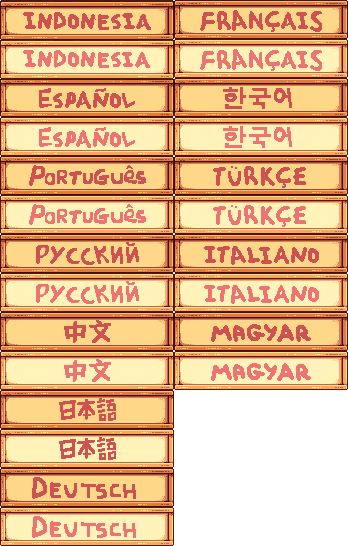 INDONESIA FRANÇAIS
INDONESIA FRANÇAIS
ESPAÑOL 한국어
ESPAÑOL 한국어
PORTUGUÊS TÜRKÇE
PORTUGUÊS TÜRKÇE
РУССКИЙ ITALIANO
РУССКИЙ ITALIANO
中文 MAGYAR
中文 MAGYAR
日本語
日本語
DEUTSCH
DEUTSCH